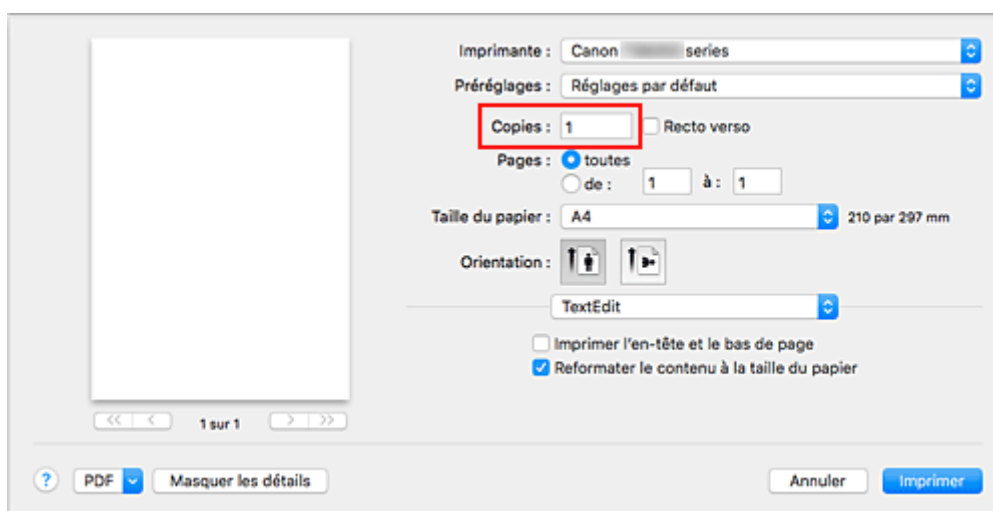 Imprimante : Canon series
Préréglages : Réglages par défaut
Copies : 1 Recto verso
Pages : toutes
de : 1 à : 1
Taille du papier : A4 210 par 297 mm
Orientation :
TextEdit
Imprimer l'en-tête et le bas de page
Reformater le contenu à la taille du papier
<< < 1 sur 1 > >>
? PDF Masquer les détails Annuler Imprimer